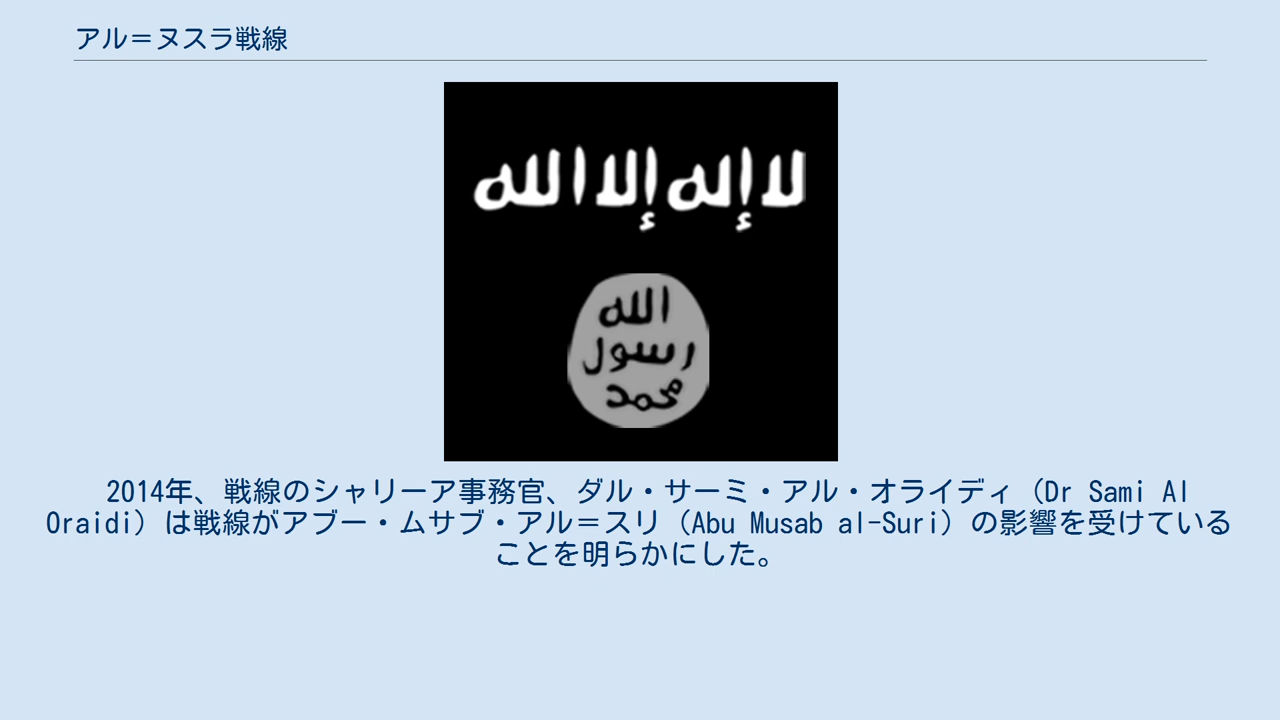 アル＝ヌスラ戦線
لا إله إلا الله
الله
رسول
محمد
2014年、戦線のシャリーア事務官、ダル・サーミ・アル・オライディ（Dr Sami Al
Oraidi）は戦線がアブー・ムサブ・アル＝スリ（Abu Musab al-Suri）の影響を受けている
ことを明らかにした。